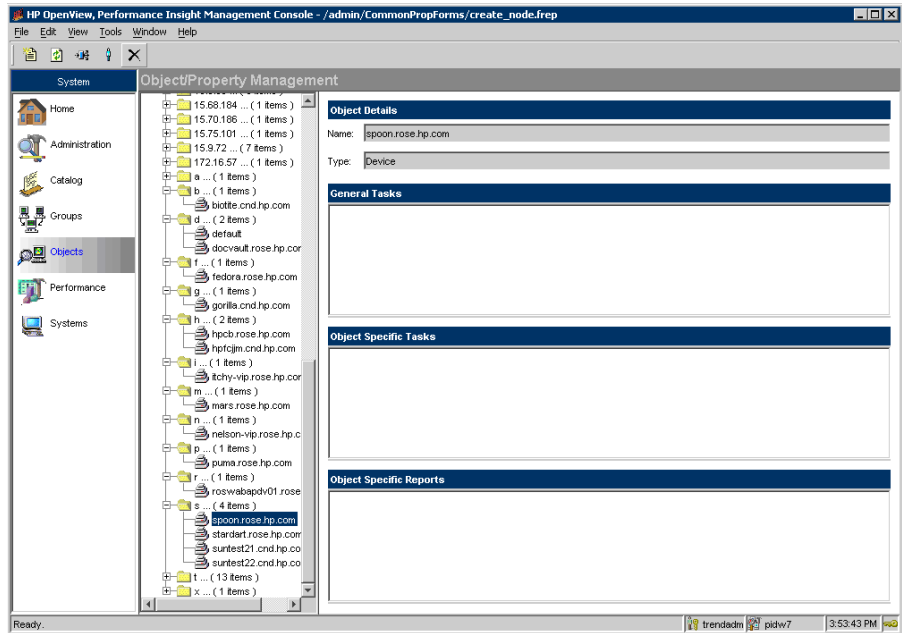 HP OpenView, Performance Insight Management Console - /admin/CommonPropForms/create_node.frep
File Edit View Tools Window Help
System
Object/Property Management
Home
Administration
Catalog
Groups
Objects
Performance
Systems
15.68.184 ... ( 1 items )
15.70.186 ... ( 1 items )
15.75.101 ... ( 1 items )
15.9.72 ... ( 7 items )
172.16.57 ... ( 1 items )
a ... ( 1 items )
b ... ( 1 items )
biotite.cnd.hp.com
d ... ( 2 items )
default
docvault.rose.hp.cor
f ... ( 1 items )
fedora.rose.hp.com
g ... ( 1 items )
gorilla.cnd.hp.com
h ... ( 2 items )
hpcb.rose.hp.com
hpfcjjm.cnd.hp.com
i ... ( 1 items )
itchy-vip.rose.hp.cor
m ... ( 1 items )
mars.rose.hp.com
n ... ( 1 items )
nelson-vip.rose.hp.c
p ... ( 1 items )
puma.rose.hp.com
r ... ( 1 items )
roswabapdv01.rose
s ... ( 4 items )
spoon.rose.hp.com
stardart.rose.hp.com
suntest21.cnd.hp.co
suntest22.cnd.hp.co
t ... ( 13 items )
x ... ( 1 items )
Object Details
Name: spoon.rose.hp.com
Type: Device
General Tasks
Object Specific Tasks
Object Specific Reports
Ready.
trendadm
pidw7
3:53:43 PM